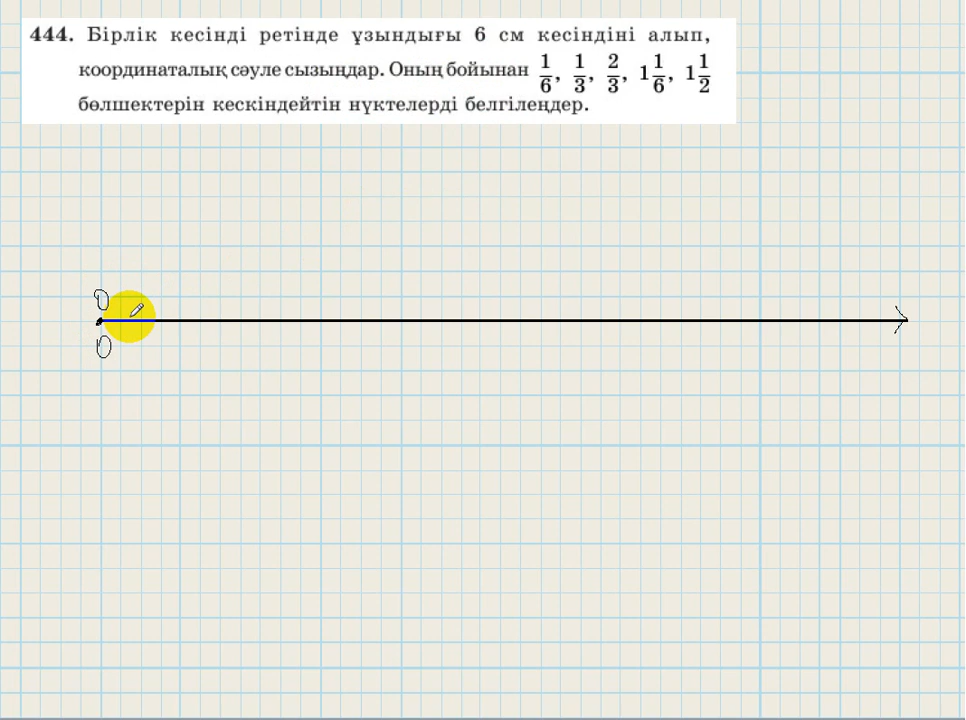 444. Бірлік кесінді ретінде ұзындығы 6 см кесіндіні алып,
координаталық сәуле сызыңдар. Оның бойынан 1/6, 1/3, 2/3, 1 1/6, 1 1/2
бөлшектерін кескіндейтін нүктелерді белгілеңдер.
0
0